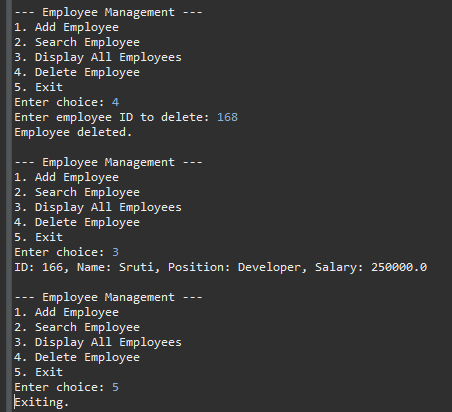 --- Employee Management ---
1. Add Employee
2. Search Employee
3. Display All Employees
4. Delete Employee
5. Exit
Enter choice: 4
Enter employee ID to delete: 168
Employee deleted.

--- Employee Management ---
1. Add Employee
2. Search Employee
3. Display All Employees
4. Delete Employee
5. Exit
Enter choice: 3
ID: 166, Name: Sruti, Position: Developer, Salary: 250000.0

--- Employee Management ---
1. Add Employee
2. Search Employee
3. Display All Employees
4. Delete Employee
5. Exit
Enter choice: 5
Exiting.